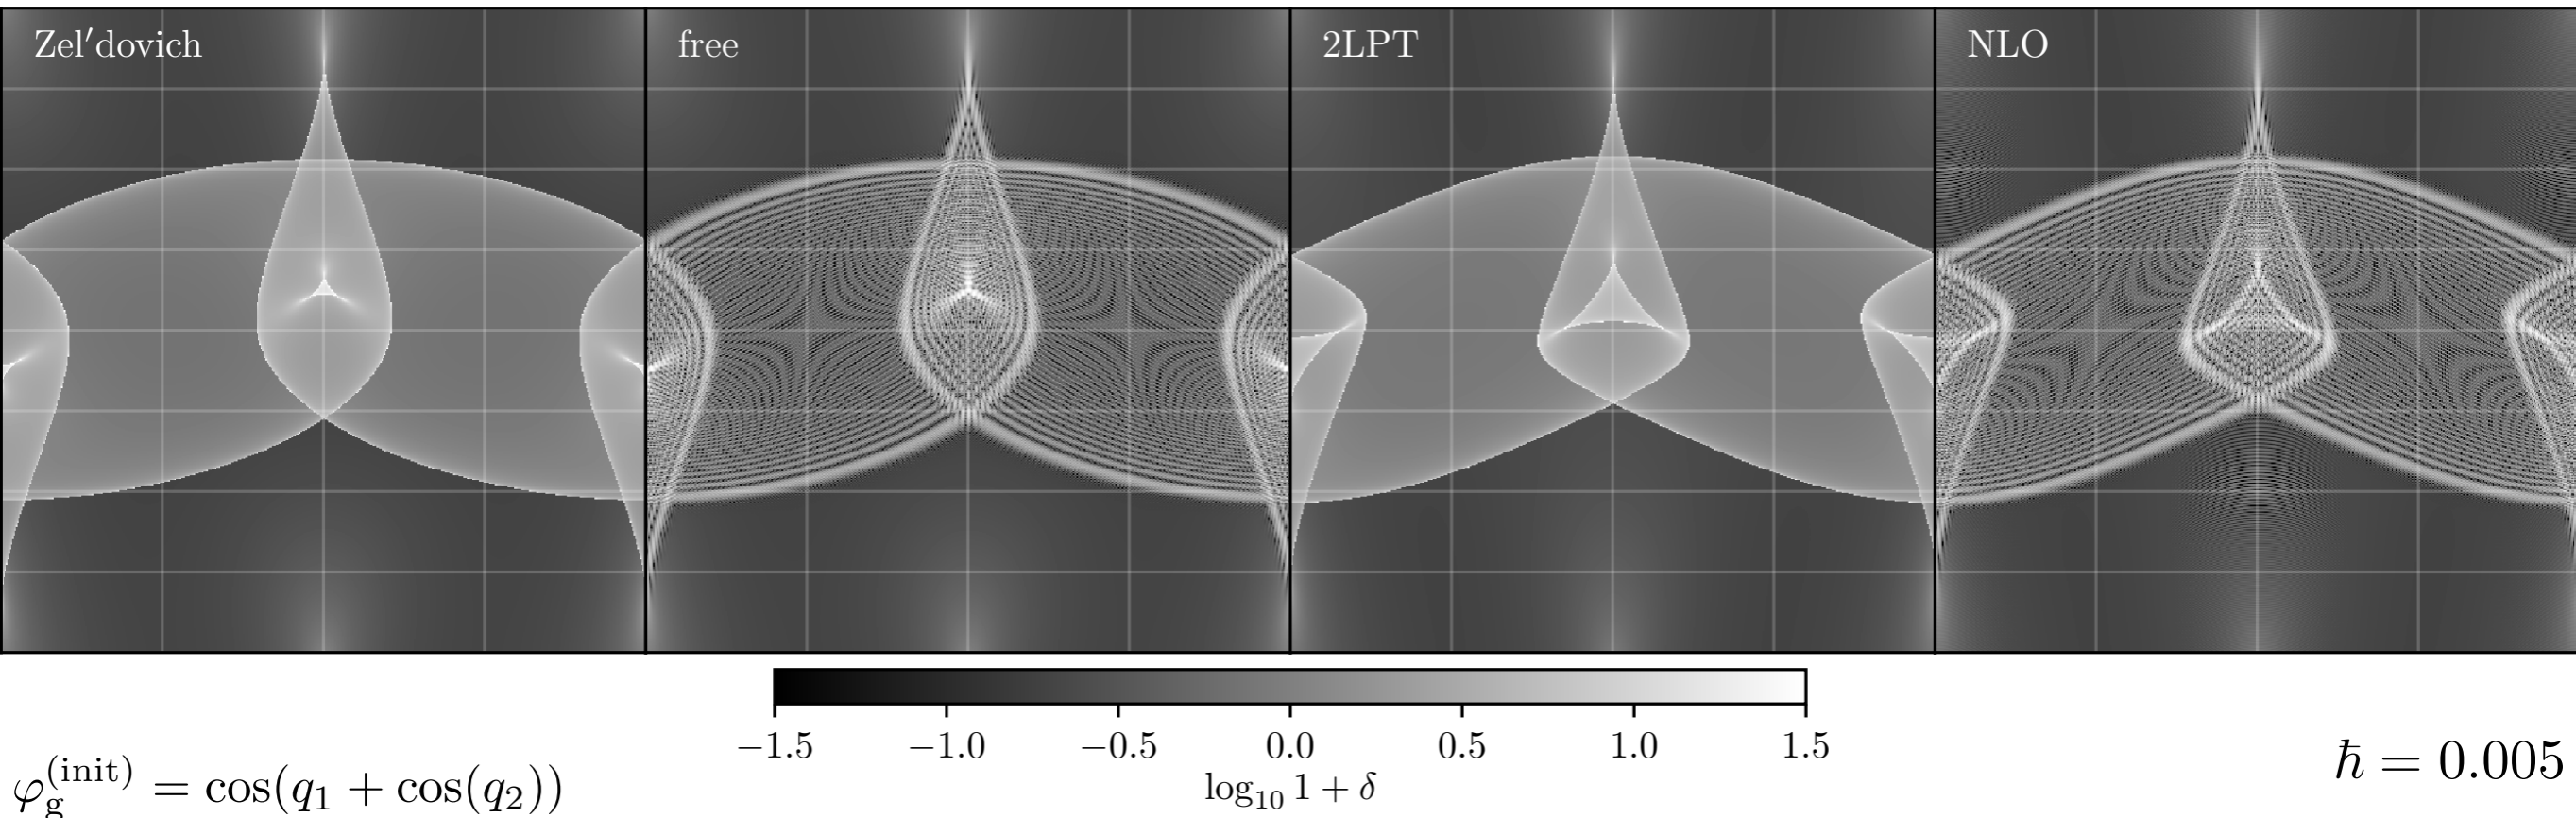 Zel′dovich
free
2LPT
NLO
−1.5 −1.0 −0.5 0.0 0.5 1.0 1.5
log₁₀ 1 + δ
φ_g^(init) = cos(q₁ + cos(q₂))
ℏ = 0.005